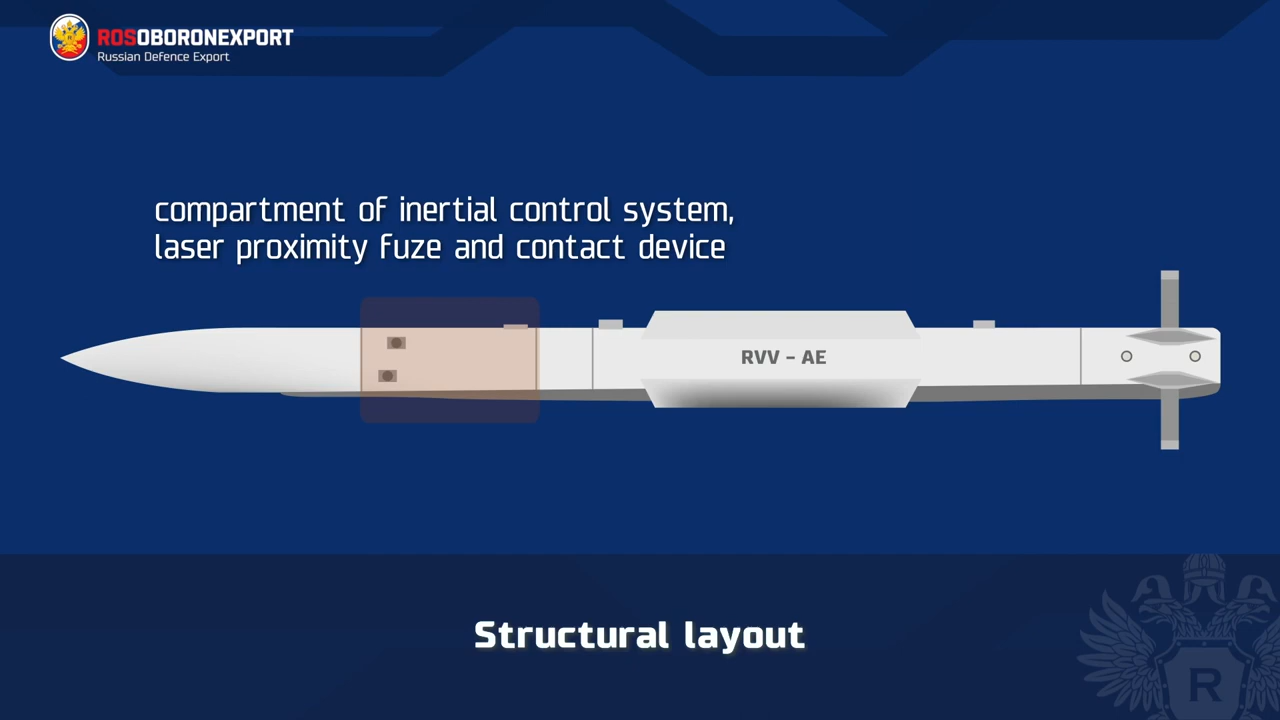 ROSOBORONEXPORT
Russian Defence Export
compartment of inertial control system,
laser proximity fuze and contact device
RVV - AE
Structural layout
R